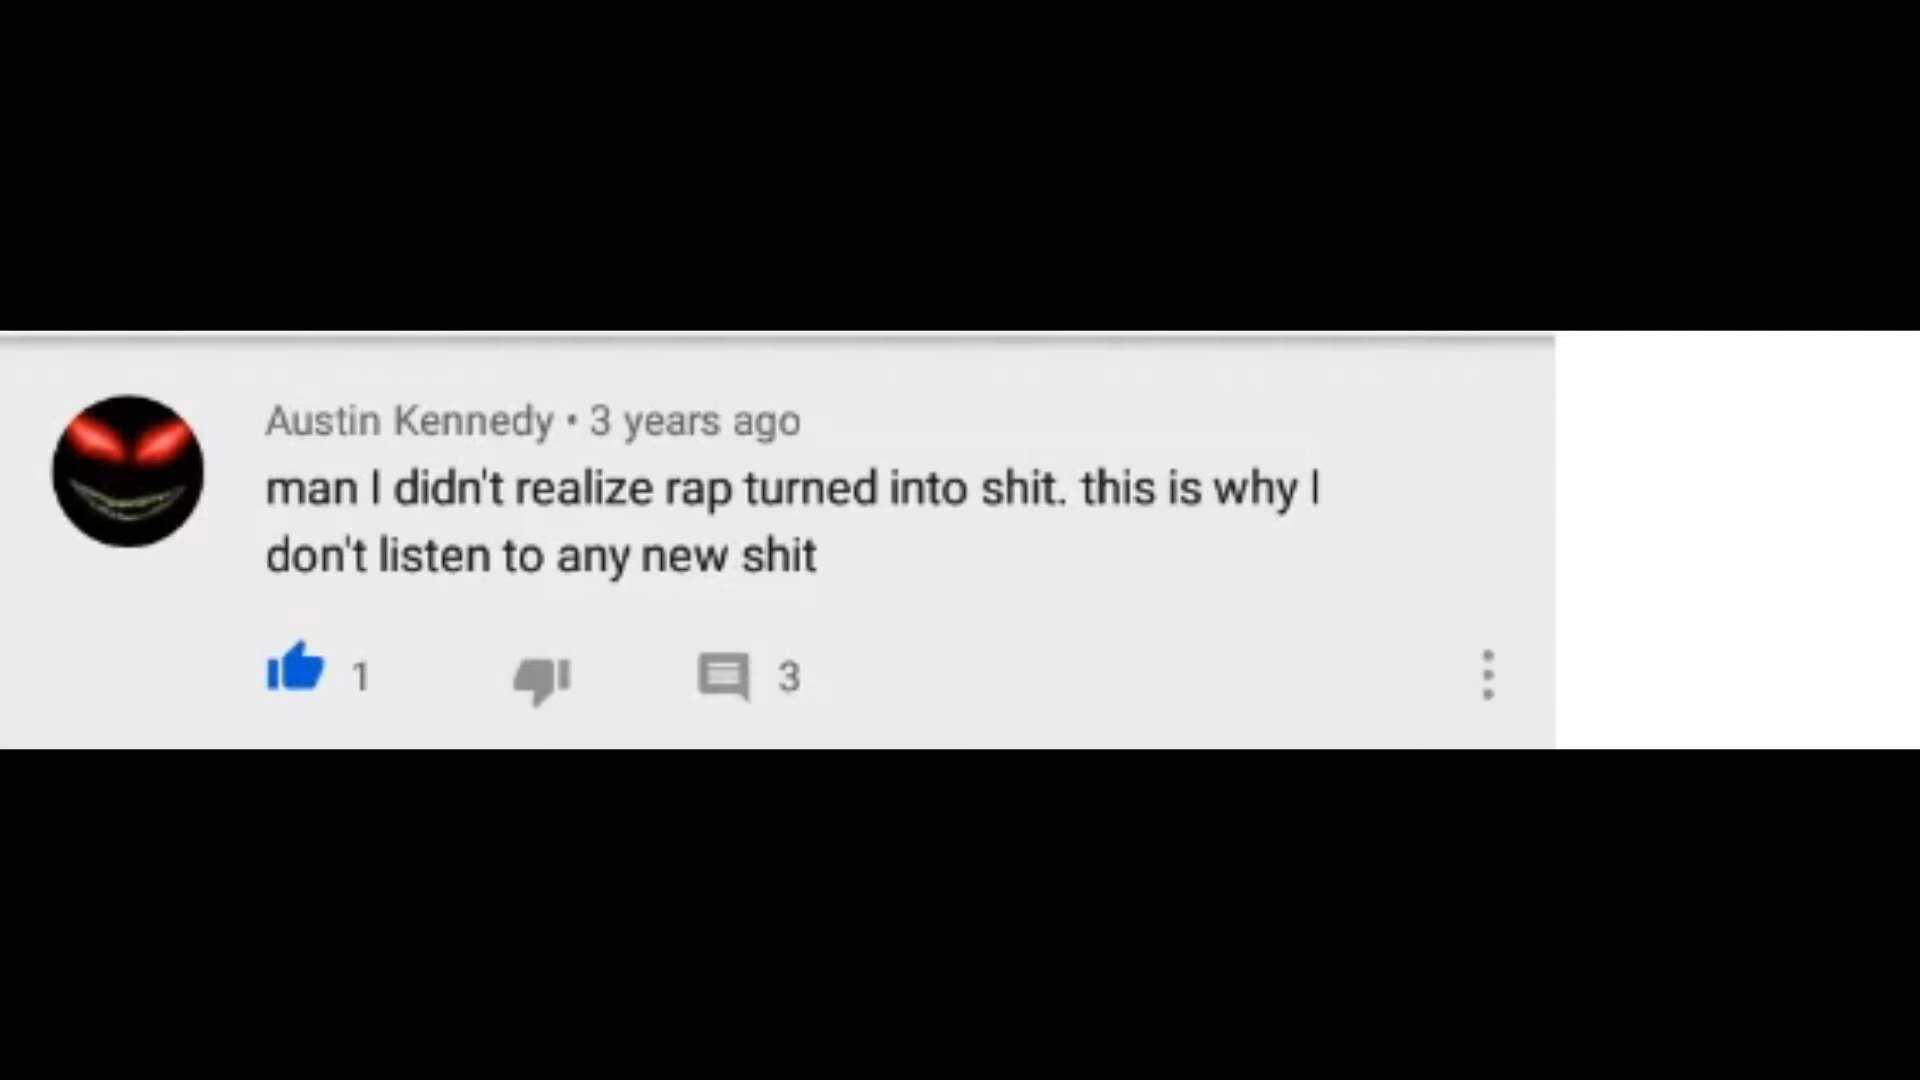 Austin Kennedy • 3 years ago
man I didn't realize rap turned into shit. this is why I
don't listen to any new shit
1 3